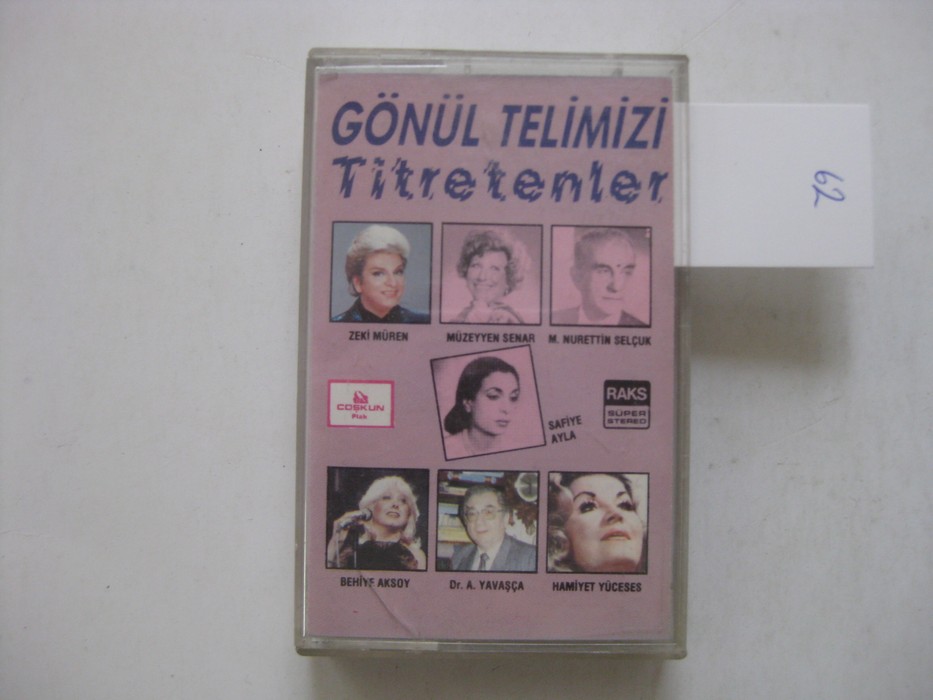 GÖNÜL TELİMİZİ
Titretenler
62
ZEKİ MÜREN
MÜZEYYEN SENAR
M. NURETTİN SELÇUK
COŞKUN
Plak
SAFİYE
AYLA
RAKS
SÜPER
STEREO
BEHİYE AKSOY
Dr. A. YAVAŞÇA
HAMİYET YÜCESES